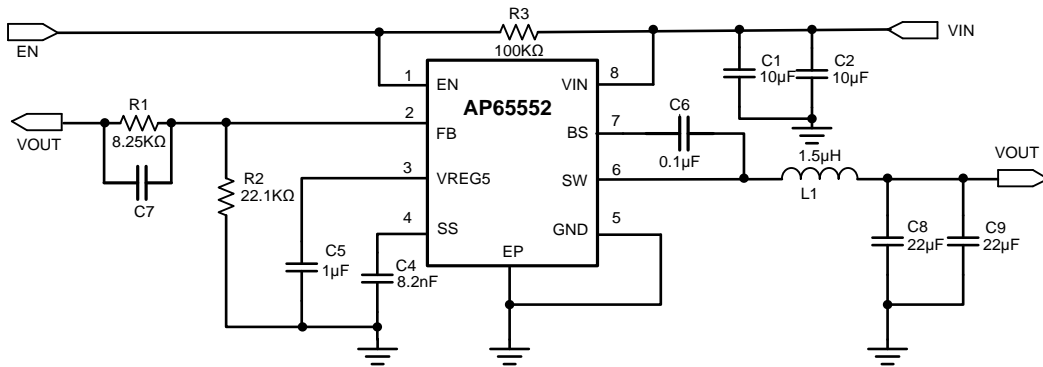 R3
EN
100KΩ
VIN
C1
10µF
C2
10µF
1
EN
VIN
8
AP65552
R1
8.25KΩ
VOUT
2
FB
BS
7
C6
0.1µF
C7
R2
22.1KΩ
3
VREG5
SW
6
1.5µH
L1
VOUT
4
SS
GND
5
EP
C5
1µF
C4
8.2nF
C8
22µF
C9
22µF